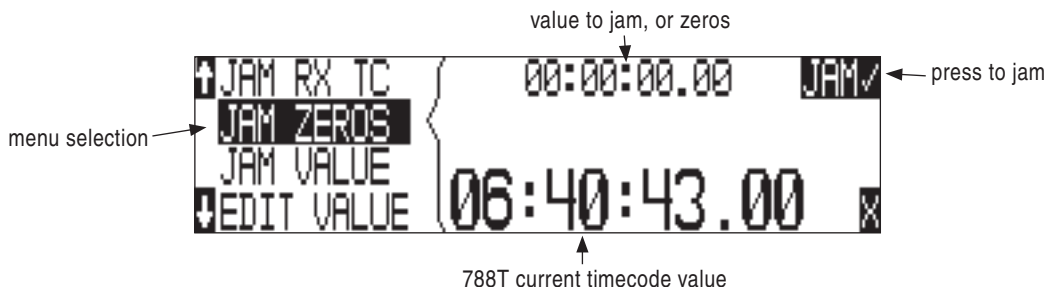 value to jam, or zeros
JAM RX TC
00:00:00.00
JAM✓
press to jam
menu selection
JAM ZEROS
JAM VALUE
EDIT VALUE
06:40:43.00
X
788T current timecode value